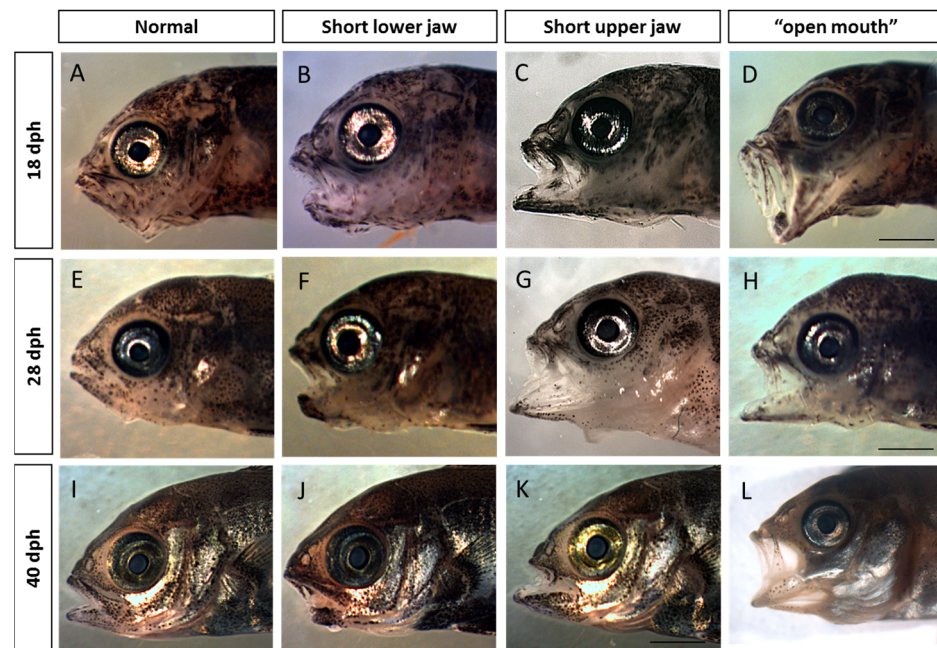 Normal
Short lower jaw
Short upper jaw
“open mouth”
18 dph
A
B
C
D
28 dph
E
F
G
H
40 dph
I
J
K
L